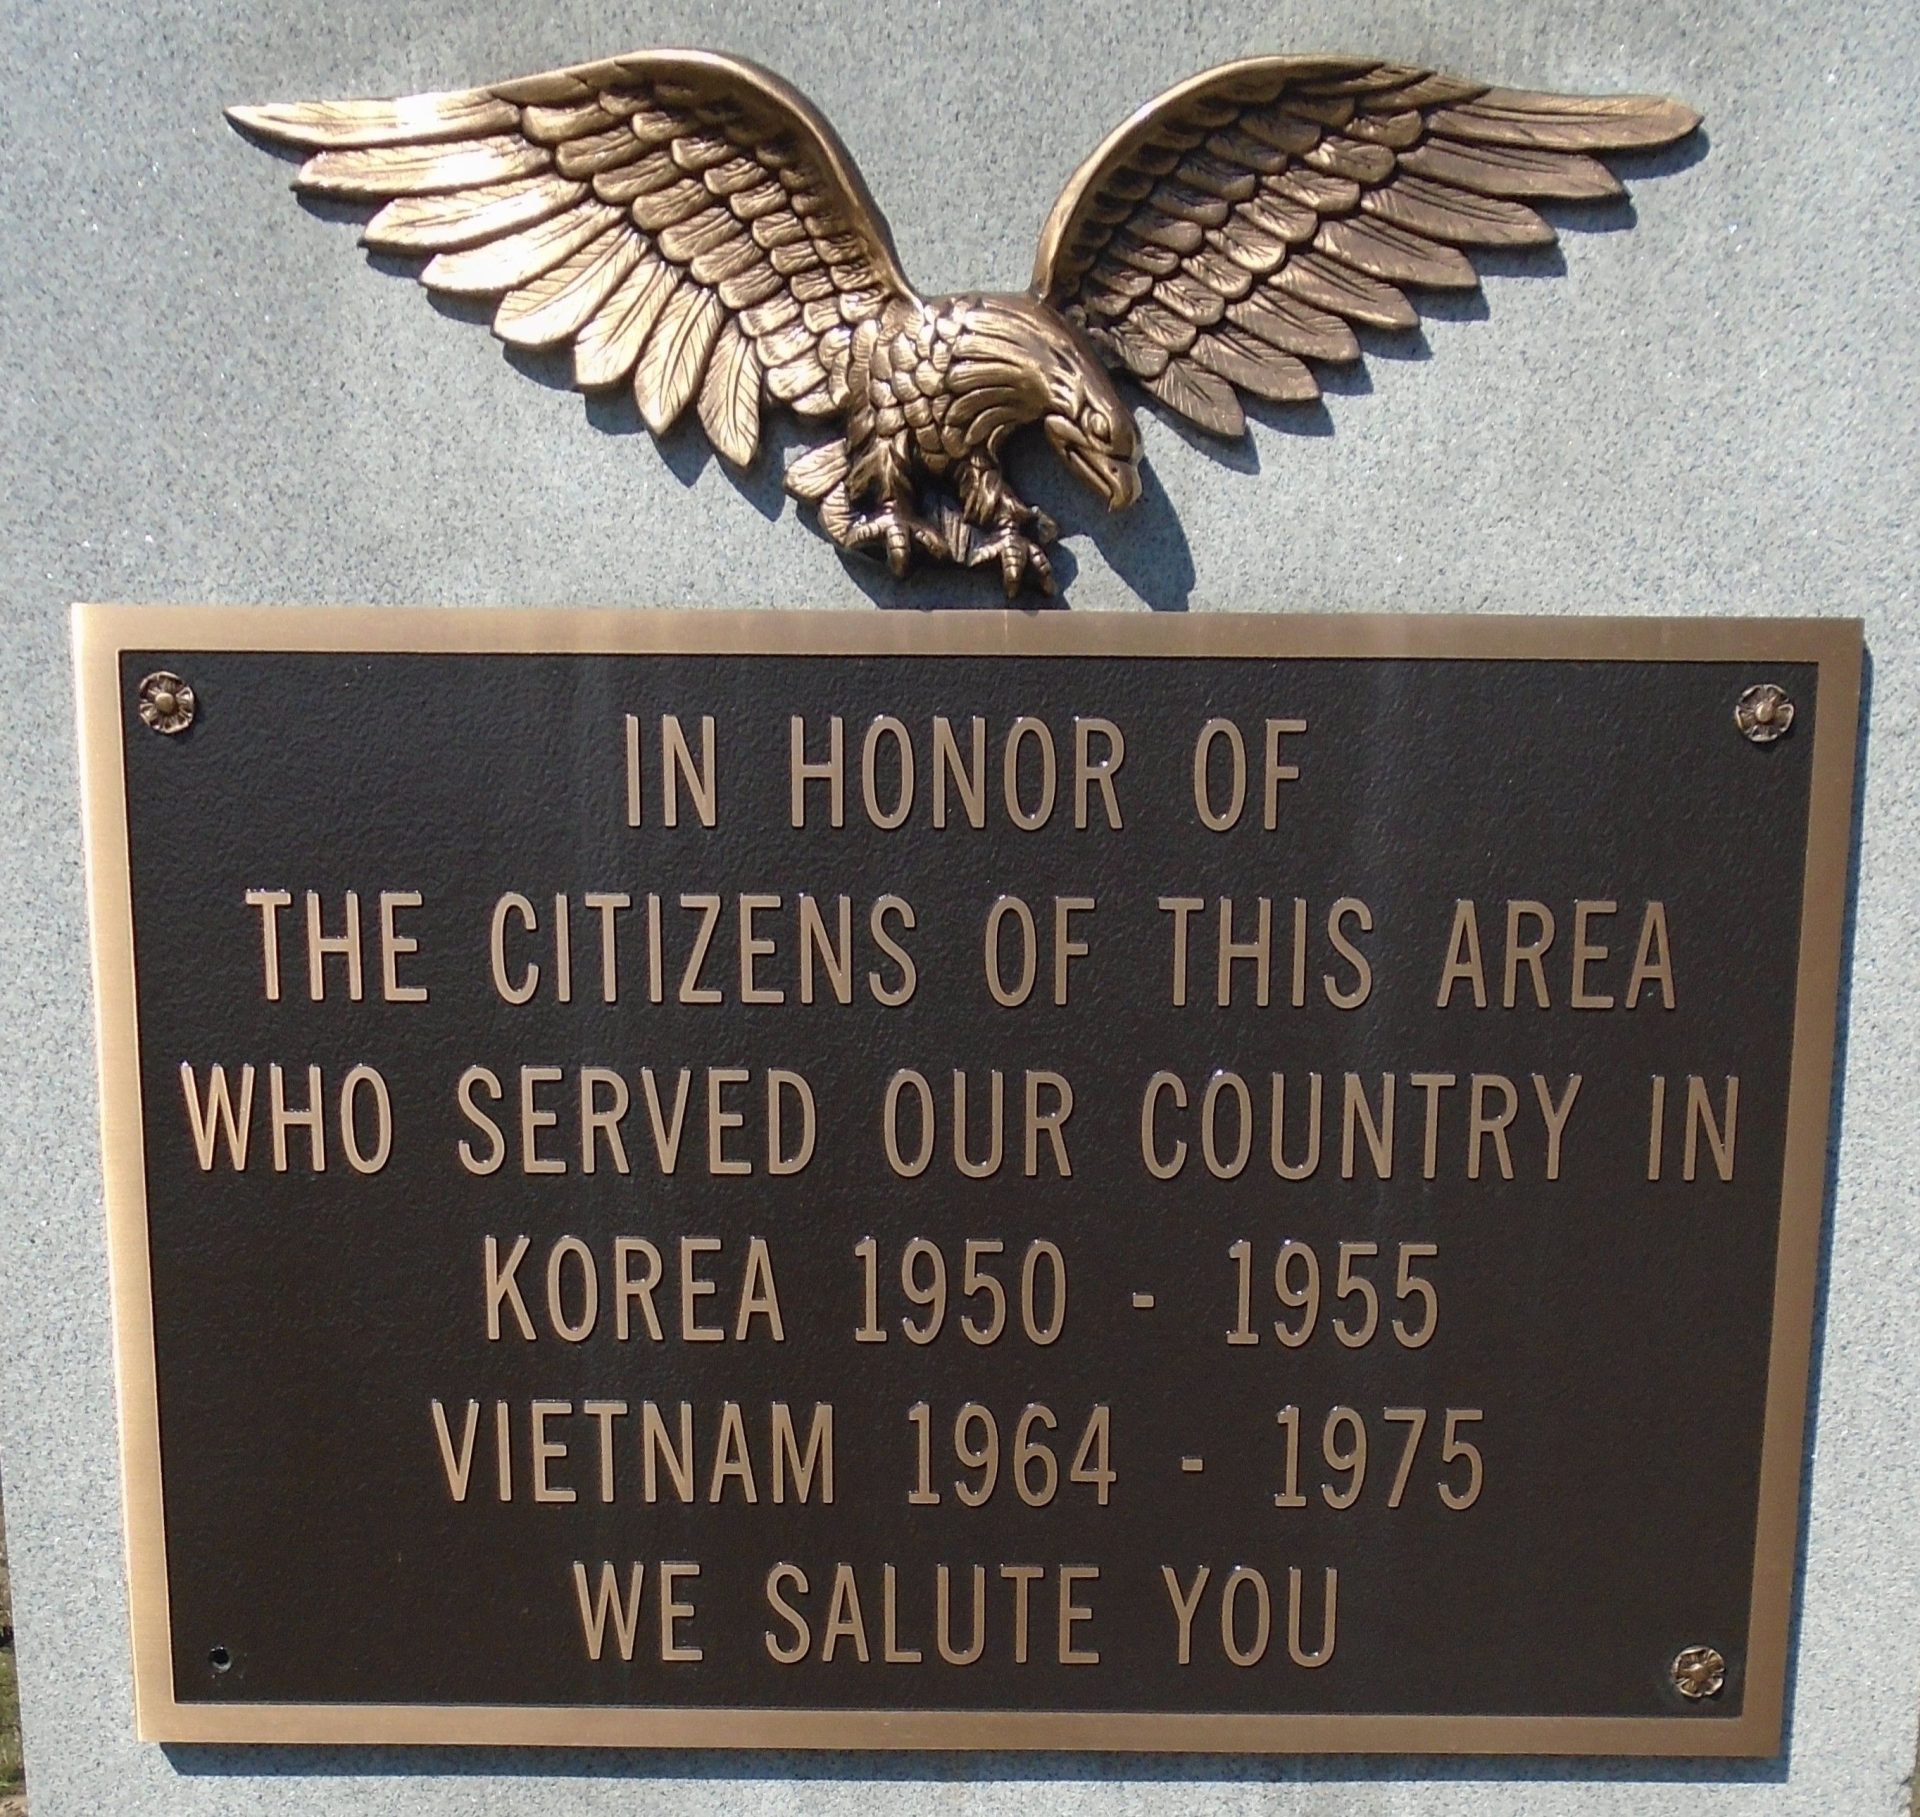 IN HONOR OF
THE CITIZENS OF THIS AREA
WHO SERVED OUR COUNTRY IN
KOREA 1950 - 1955
VIETNAM 1964 - 1975
WE SALUTE YOU